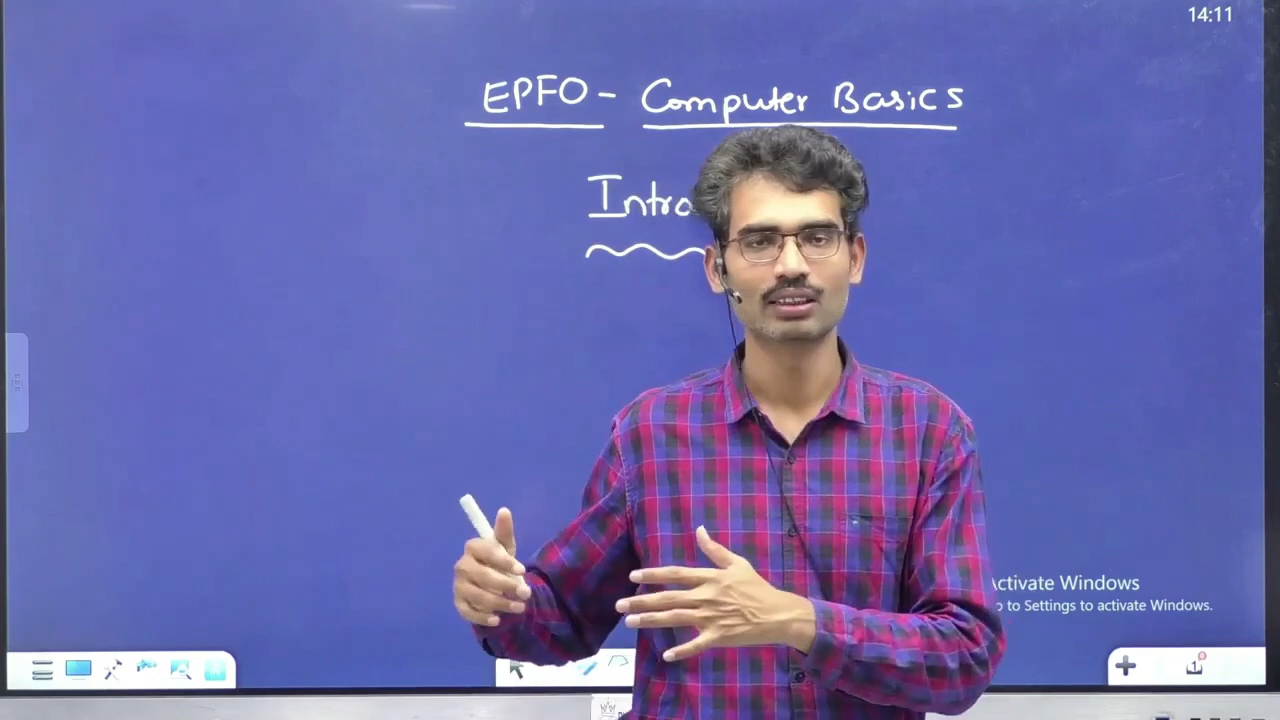 14:11
EPFO - Computer Basics
Intro
Activate Windows
to Settings to activate Windows.